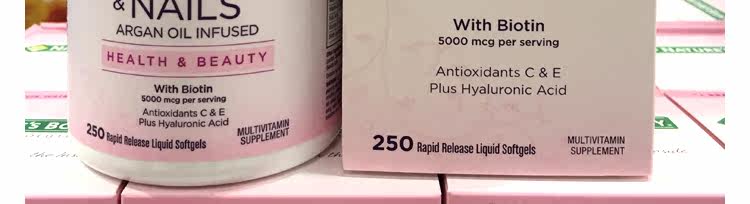 & NAILS
ARGAN OIL INFUSED
HEALTH & BEAUTY
With Biotin
5000 mcg per serving
Antioxidants C & E
Plus Hyaluronic Acid
250 Rapid Release Liquid Softgels
MULTIVITAMIN
SUPPLEMENT
With Biotin
5000 mcg per serving
Antioxidants C & E
Plus Hyaluronic Acid
250 Rapid Release Liquid Softgels
MULTIVITAMIN
SUPPLEMENT